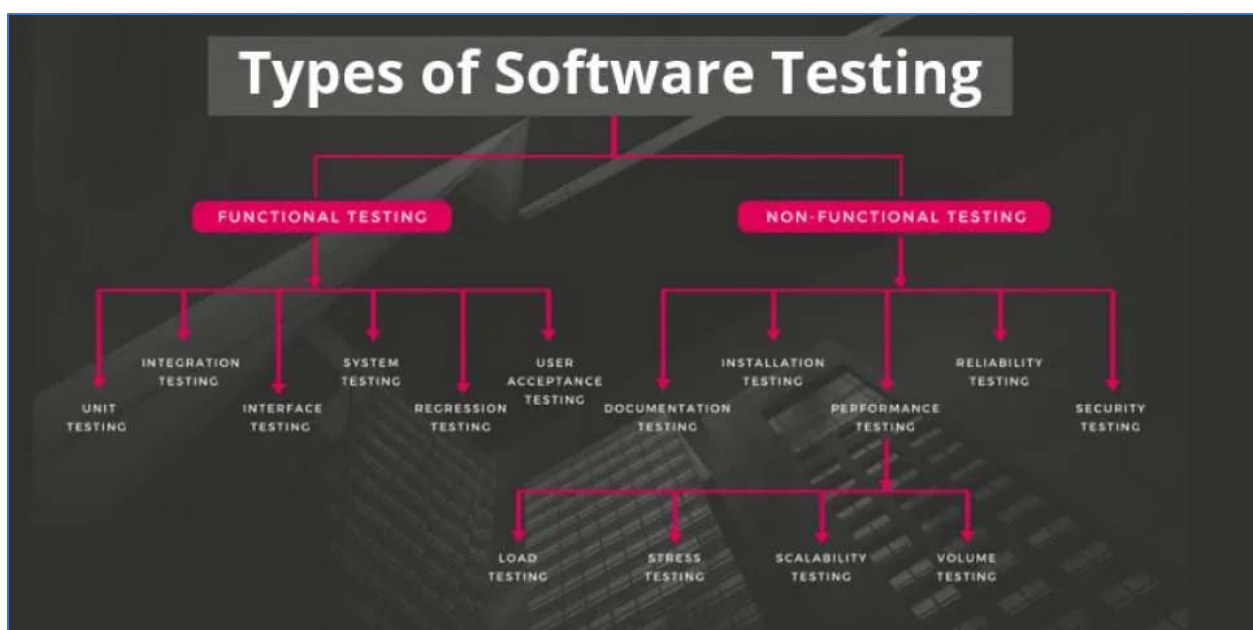 Types of Software Testing
FUNCTIONAL TESTING
NON-FUNCTIONAL TESTING
UNIT
TESTING
INTEGRATION
TESTING
INTERFACE
TESTING
SYSTEM
TESTING
REGRESSION
TESTING
USER
ACCEPTANCE
TESTING
DOCUMENTATION
TESTING
INSTALLATION
TESTING
PERFORMANCE
TESTING
RELIABILITY
TESTING
SECURITY
TESTING
LOAD
TESTING
STRESS
TESTING
SCALABILITY
TESTING
VOLUME
TESTING